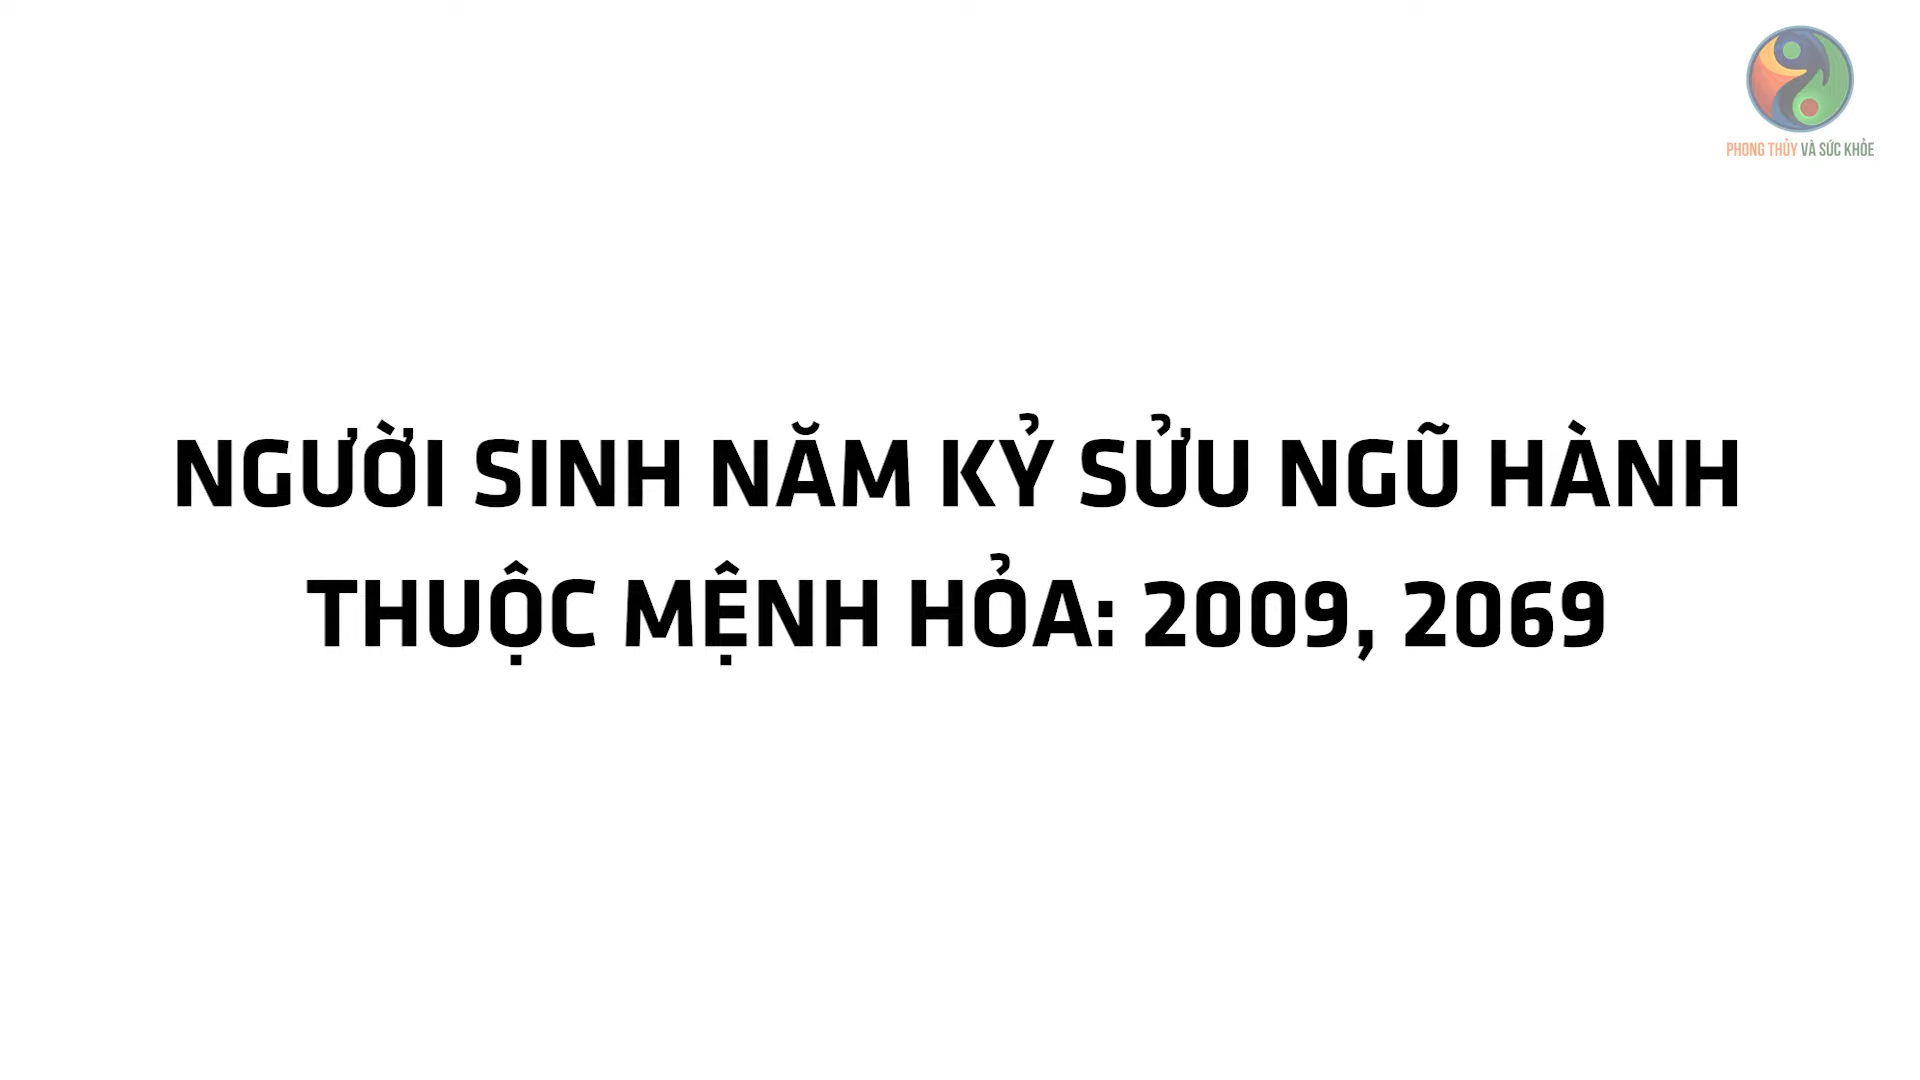 PHONG THỦY VÀ SỨC KHỎE
NGƯỜI SINH NĂM KỶ SỬU NGŨ HÀNH
THUỘC MỆNH HỎA: 2009, 2069